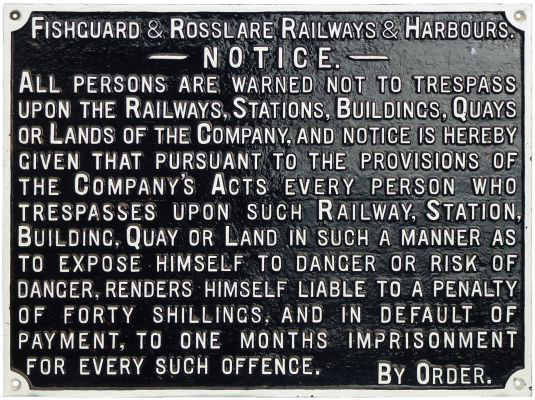 FISHGUARD & ROSSLARE RAILWAYS & HARBOURS.
— NOTICE. —
ALL PERSONS ARE WARNED NOT TO TRESPASS
UPON THE RAILWAYS, STATIONS, BUILDINGS, QUAYS
OR LANDS OF THE COMPANY, AND NOTICE IS HEREBY
GIVEN THAT PURSUANT TO THE PROVISIONS OF
THE COMPANY'S ACTS EVERY PERSON WHO
TRESPASSES UPON SUCH RAILWAY, STATION,
BUILDING, QUAY OR LAND IN SUCH A MANNER AS
TO EXPOSE HIMSELF TO DANGER OR RISK OF
DANGER, RENDERS HIMSELF LIABLE TO A PENALTY
OF FORTY SHILLINGS, AND IN DEFAULT OF
PAYMENT, TO ONE MONTHS IMPRISONMENT
FOR EVERY SUCH OFFENCE.
BY ORDER.